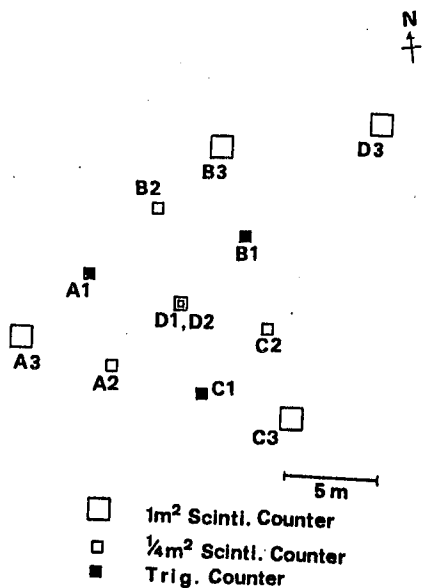 N
D3
B3
B2
B1
A1
D1,D2
C2
A3
A2
C1
C3
5m
1m² Scinti. Counter
¼m² Scinti. Counter
Trig. Counter